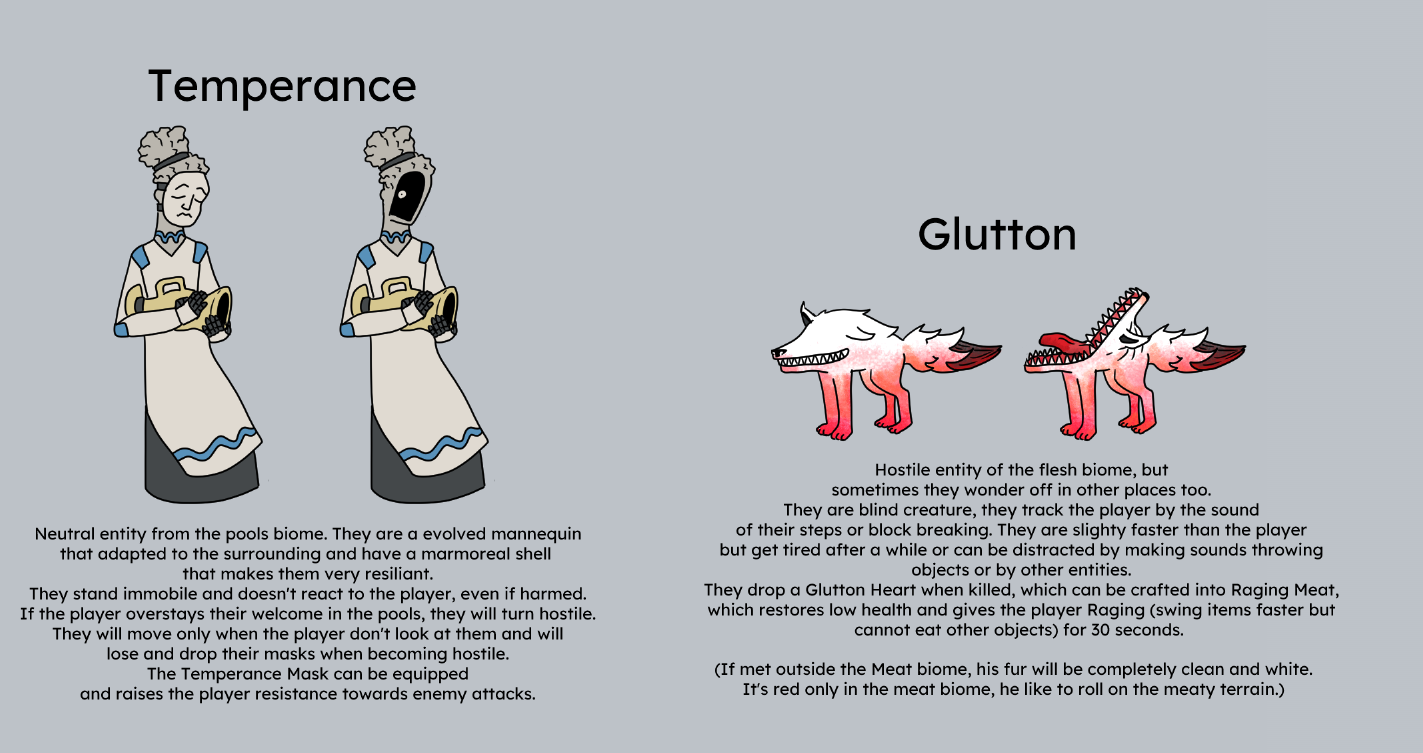 Temperance
Neutral entity from the pools biome. They are a evolved mannequin
that adapted to the surrounding and have a marmoreal shell
that makes them very resiliant.
They stand immobile and doesn't react to the player, even if harmed.
If the player overstays their welcome in the pools, they will turn hostile.
They will move only when the player don't look at them and will
lose and drop their masks when becoming hostile.
The Temperance Mask can be equipped
and raises the player resistance towards enemy attacks.
Glutton
Hostile entity of the flesh biome, but
sometimes they wonder off in other places too.
They are blind creature, they track the player by the sound
of their steps or block breaking. They are slighty faster than the player
but get tired after a while or can be distracted by making sounds throwing
objects or by other entities.
They drop a Glutton Heart when killed, which can be crafted into Raging Meat,
which restores low health and gives the player Raging (swing items faster but
cannot eat other objects) for 30 seconds.
(If met outside the Meat biome, his fur will be completely clean and white.
It's red only in the meat biome, he like to roll on the meaty terrain.)